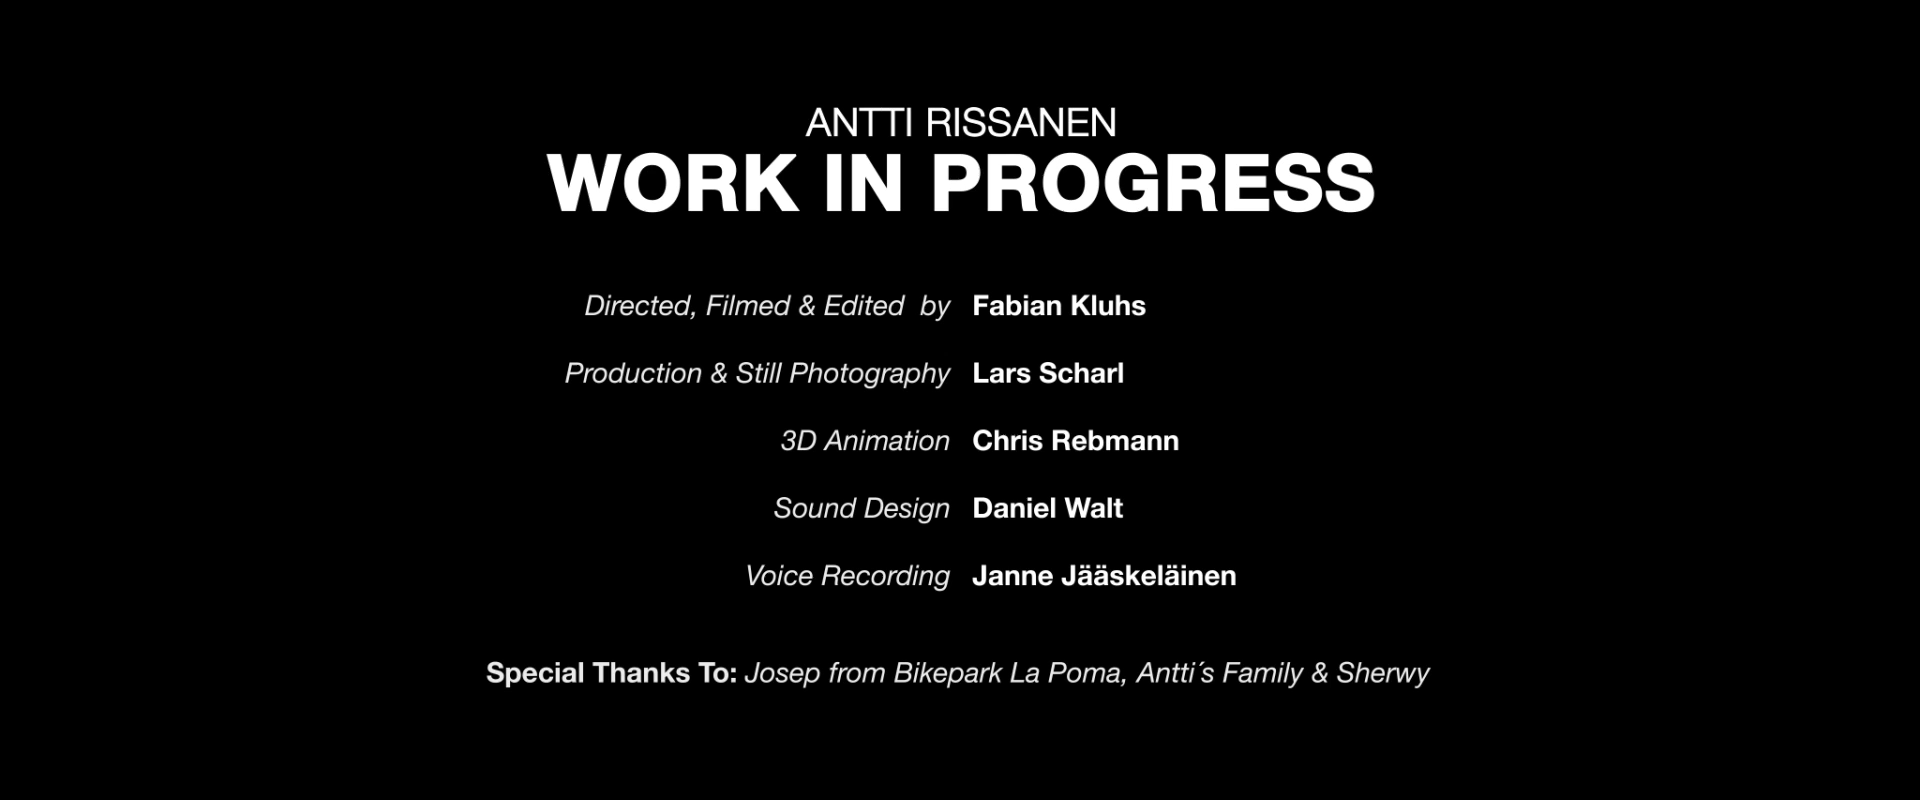 ANTTI RISSANEN
WORK IN PROGRESS
Directed, Filmed & Edited  by Fabian Kluhs
Production & Still Photography Lars Scharl
3D Animation Chris Rebmann
Sound Design Daniel Walt
Voice Recording Janne Jääskeläinen
Special Thanks To: Josep from Bikepark La Poma, Antti´s Family & Sherwy